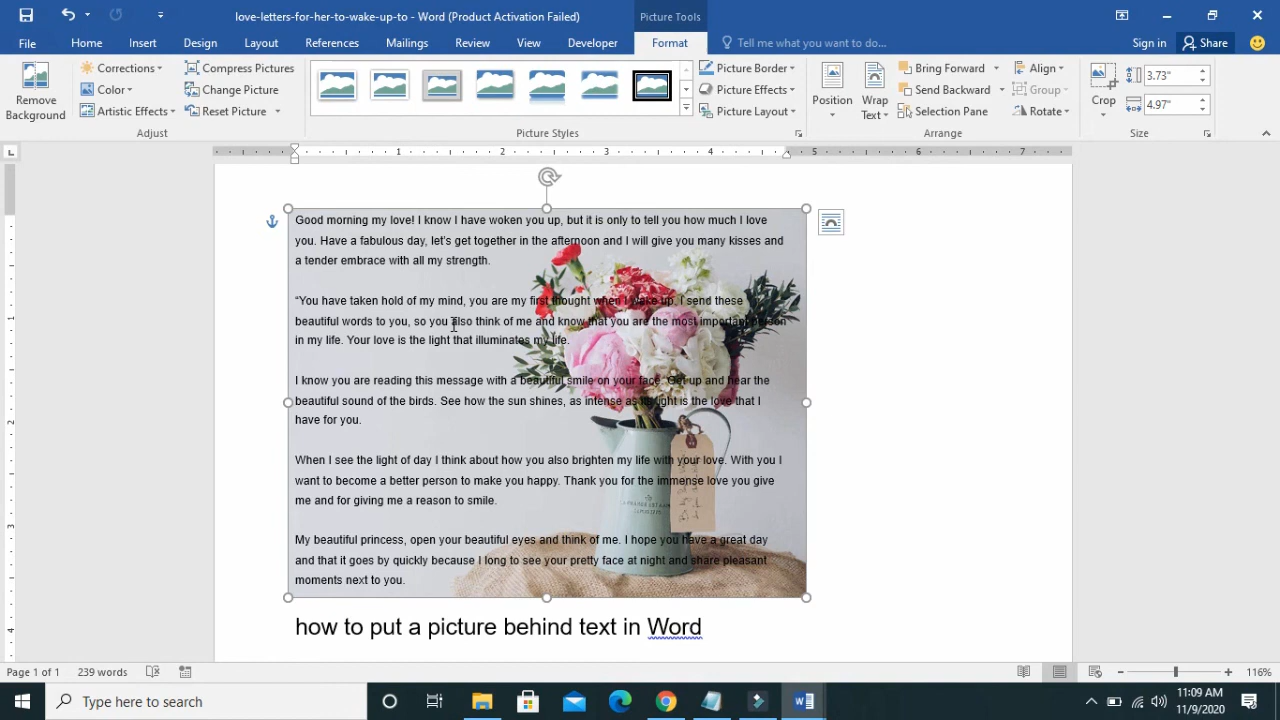 love-letters-for-her-to-wake-up-to - Word (Product Activation Failed)
Picture Tools
File
Home
Insert
Design
Layout
References
Mailings
Review
View
Developer
Format
Tell me what you want to do...
Sign in
Share
Remove
Background
Corrections
Color
Artistic Effects
Compress Pictures
Change Picture
Reset Picture
Adjust
Picture Styles
Picture Border
Picture Effects
Picture Layout
Position
Wrap
Text
Bring Forward
Send Backward
Selection Pane
Align
Group
Rotate
Arrange
Crop
3.73"
4.97"
Size
L
1
2
3
4
5
6
7
Good morning my love! I know I have woken you up, but it is only to tell you how much I love
you. Have a fabulous day, let's get together in the afternoon and I will give you many kisses and
a tender embrace with all my strength.
“You have taken hold of my mind, you are my first thought when I wake up. I send these
beautiful words to you, so you also think of me and know that you are the most important person
in my life. Your love is the light that illuminates my life.
I know you are reading this message with a beautiful smile on your face. Get up and hear the
beautiful sound of the birds. See how the sun shines, as intense as its light is the love that I
have for you.
When I see the light of day I think about how you also brighten my life with your love. With you I
want to become a better person to make you happy. Thank you for the immense love you give
me and for giving me a reason to smile.
My beautiful princess, open your beautiful eyes and think of me. I hope you have a great day
and that it goes by quickly because I long to see your pretty face at night and share pleasant
moments next to you.
how to put a picture behind text in Word
1
2
3
4
Page 1 of 1
239 words
116%
Type here to search
11:09 AM
11/9/2020